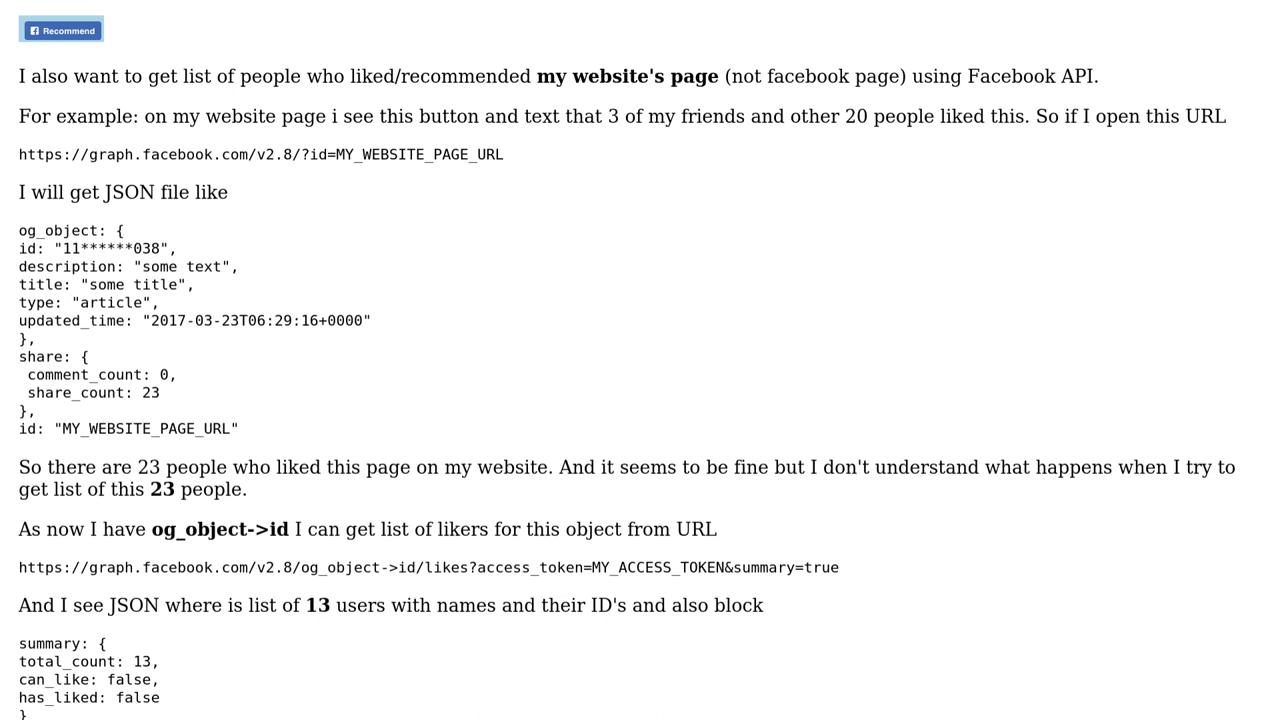 Recommend
I also want to get list of people who liked/recommended my website's page (not facebook page) using Facebook API.
For example: on my website page i see this button and text that 3 of my friends and other 20 people liked this. So if I open this URL
https://graph.facebook.com/v2.8/?id=MY_WEBSITE_PAGE_URL
I will get JSON file like
og_object: {
id: "11******038",
description: "some text",
title: "some title",
type: "article",
updated_time: "2017-03-23T06:29:16+0000"
},
share: {
 comment_count: 0,
 share_count: 23
},
id: "MY_WEBSITE_PAGE_URL"
So there are 23 people who liked this page on my website. And it seems to be fine but I don't understand what happens when I try to
get list of this 23 people.
As now I have og_object->id I can get list of likers for this object from URL
https://graph.facebook.com/v2.8/og_object->id/likes?access_token=MY_ACCESS_TOKEN&summary=true
And I see JSON where is list of 13 users with names and their ID's and also block
summary: {
total_count: 13,
can_like: false,
has_liked: false
}